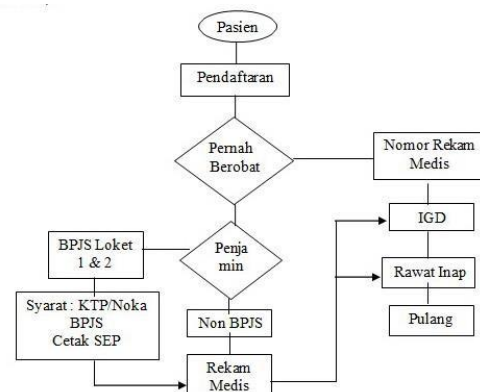 Pasien
Pendaftaran
Pernah
Berobat
Nomor Rekam
Medis
IGD
BPJS Loket
1 & 2
Penja
min
Rawat Inap
Syarat : KTP/Noka
BPJS
Cetak SEP
Non BPJS
Pulang
Rekam
Medis